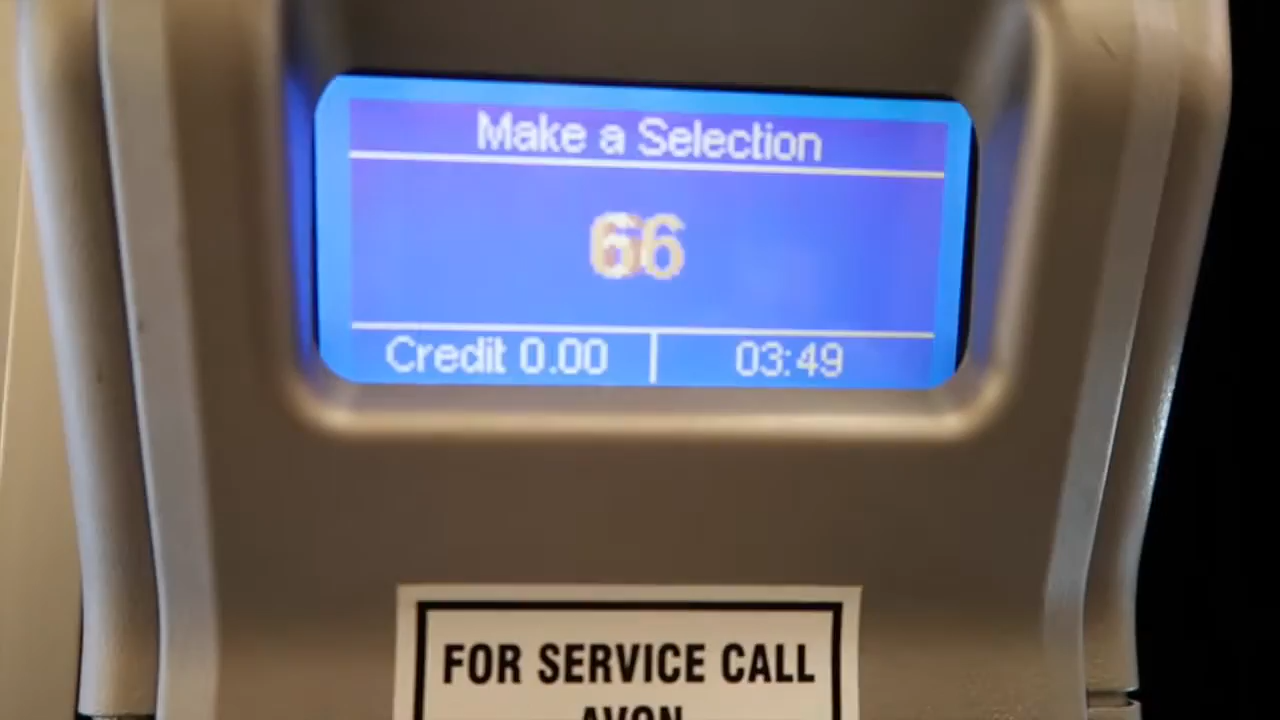 Make a Selection
66
Credit 0.00 03:49
FOR SERVICE CALL
AVON